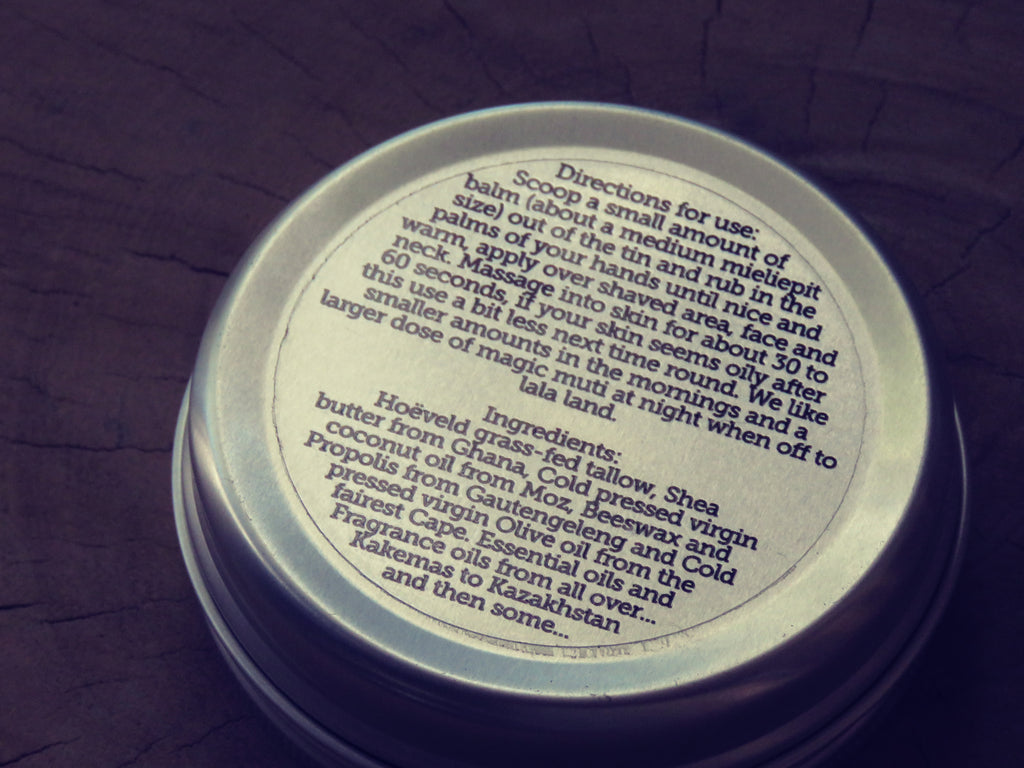 Directions for use:
Scoop a small amount of
balm (about a medium mieliepit
size) out of the tin and rub in the
palms of your hands until nice and
warm, apply over shaved area, face and
neck. Massage into skin for about 30 to
60 seconds, if your skin seems oily after
this use a bit less next time round. We like
smaller amounts in the mornings and a
larger dose of magic muti at night when off to
lala land.
Ingredients:
Hoëveld grass-fed tallow, Shea
butter from Ghana, Cold pressed virgin
coconut oil from Moz, Beeswax and
Propolis from Gautengeleng and Cold
pressed virgin Olive oil from the
fairest Cape. Essential oils and
Fragrance oils from all over...
Kakemas to Kazakhstan
and then some...